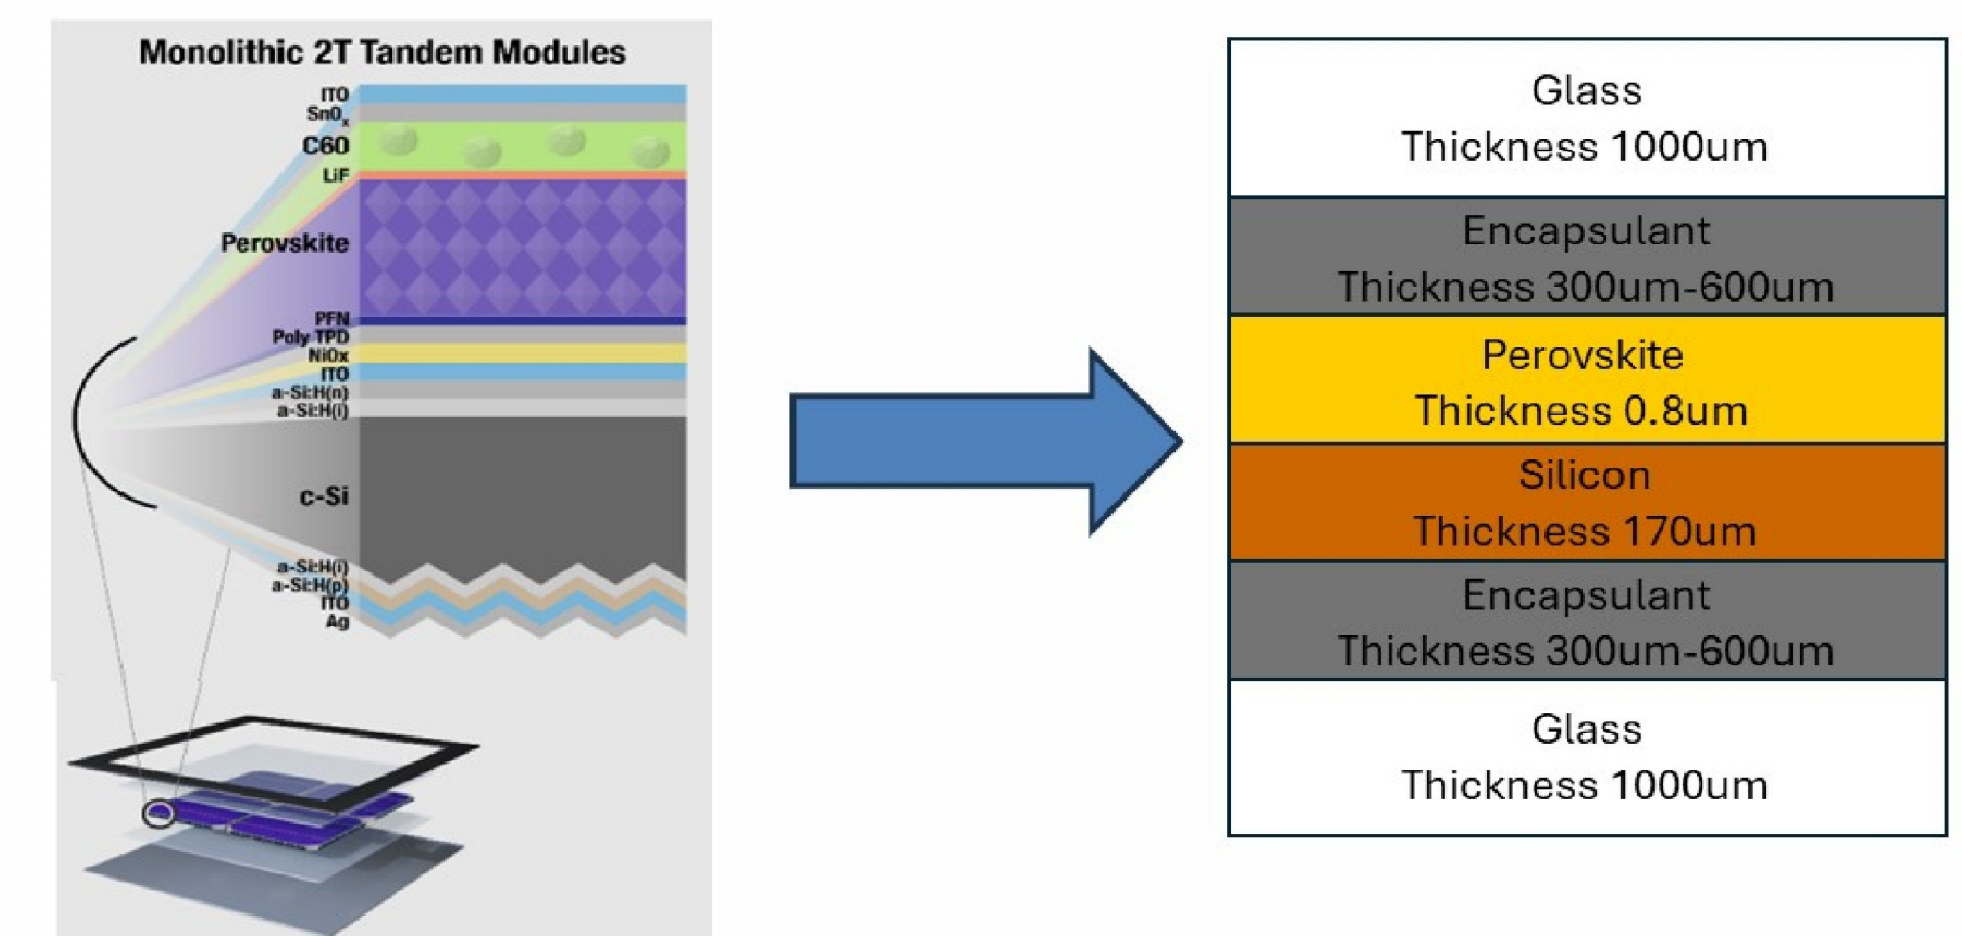 Monolithic 2T Tandem Modules
ITO
SnOx
C60
LiF
Perovskite
PFN
Poly TPD
NiOx
ITO
a-Si:H(n)
a-Si:H(i)
c-Si
a-Si:H(i)
a-Si:H(p)
ITO
Ag
Glass
Thickness 1000um
Encapsulant
Thickness 300um-600um
Perovskite
Thickness 0.8um
Silicon
Thickness 170um
Encapsulant
Thickness 300um-600um
Glass
Thickness 1000um